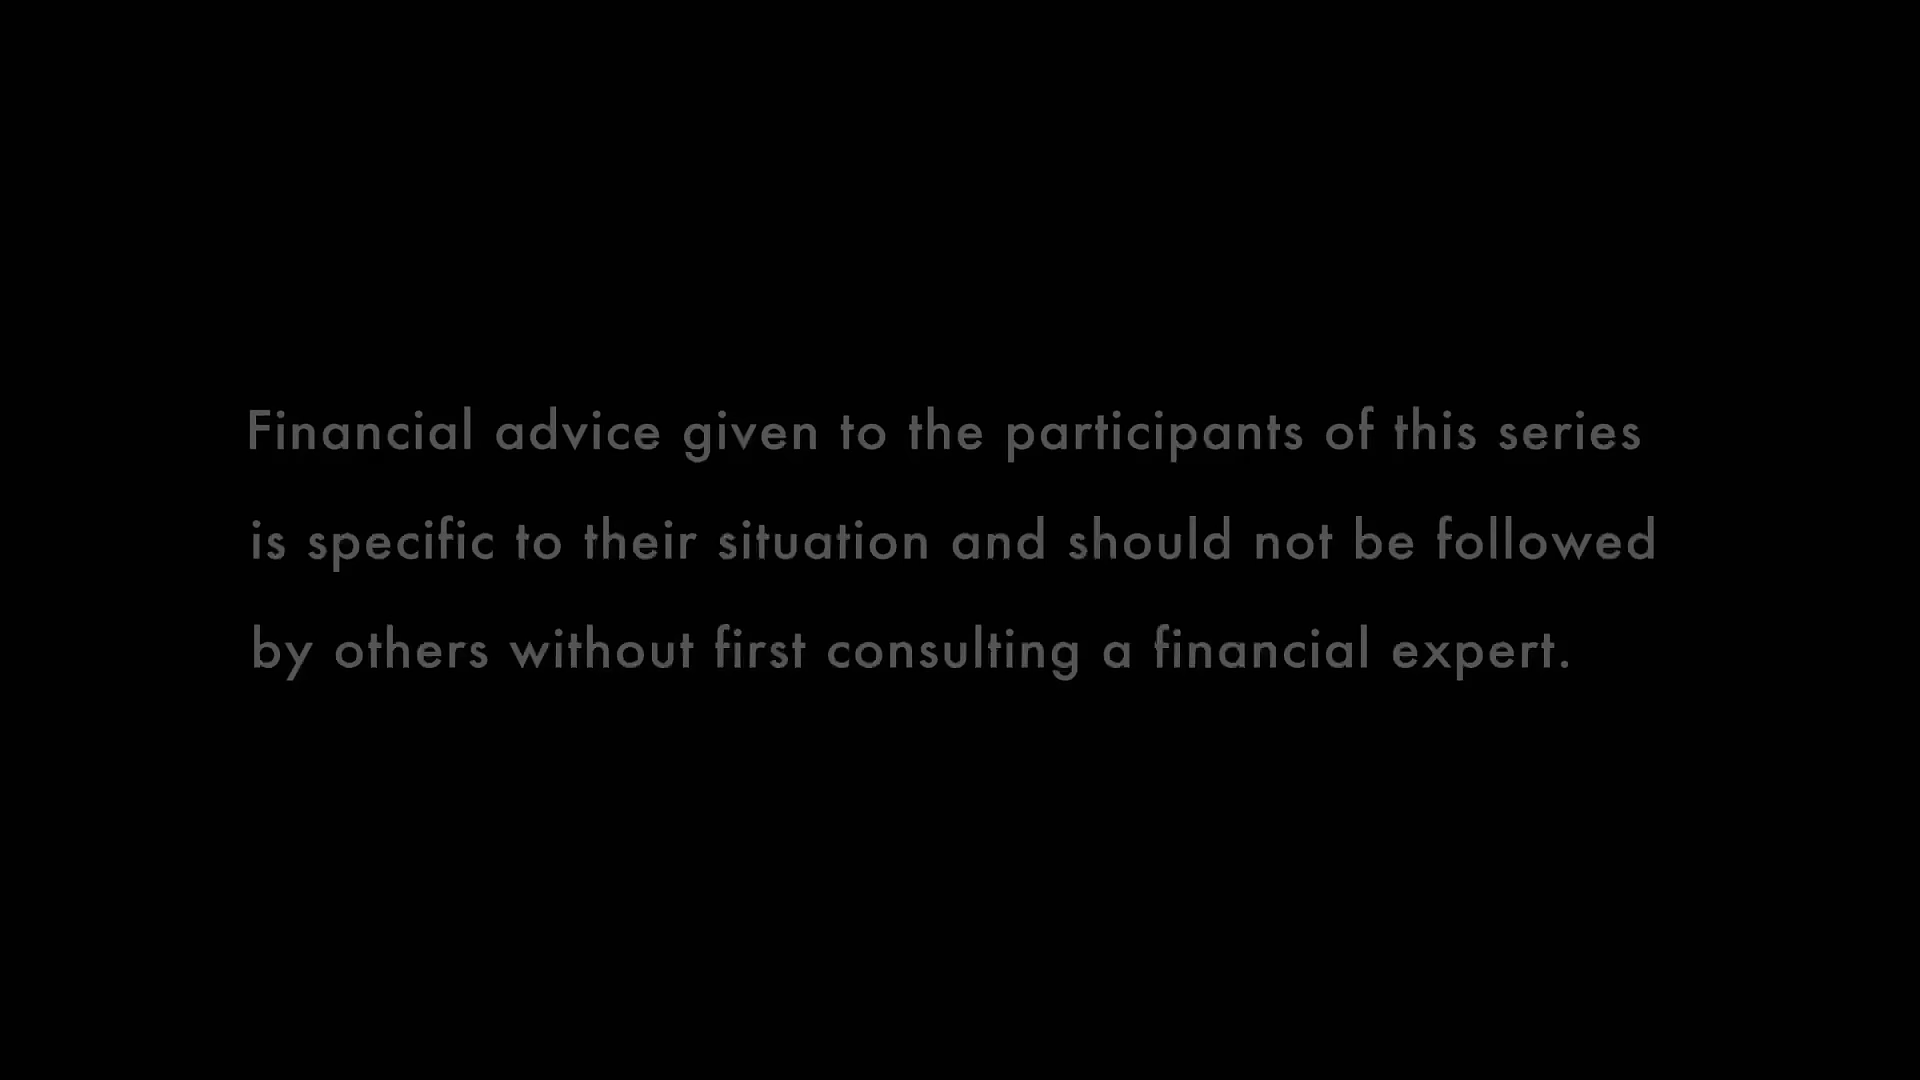 Financial advice given to the participants of this series
is specific to their situation and should not be followed
by others without first consulting a financial expert.